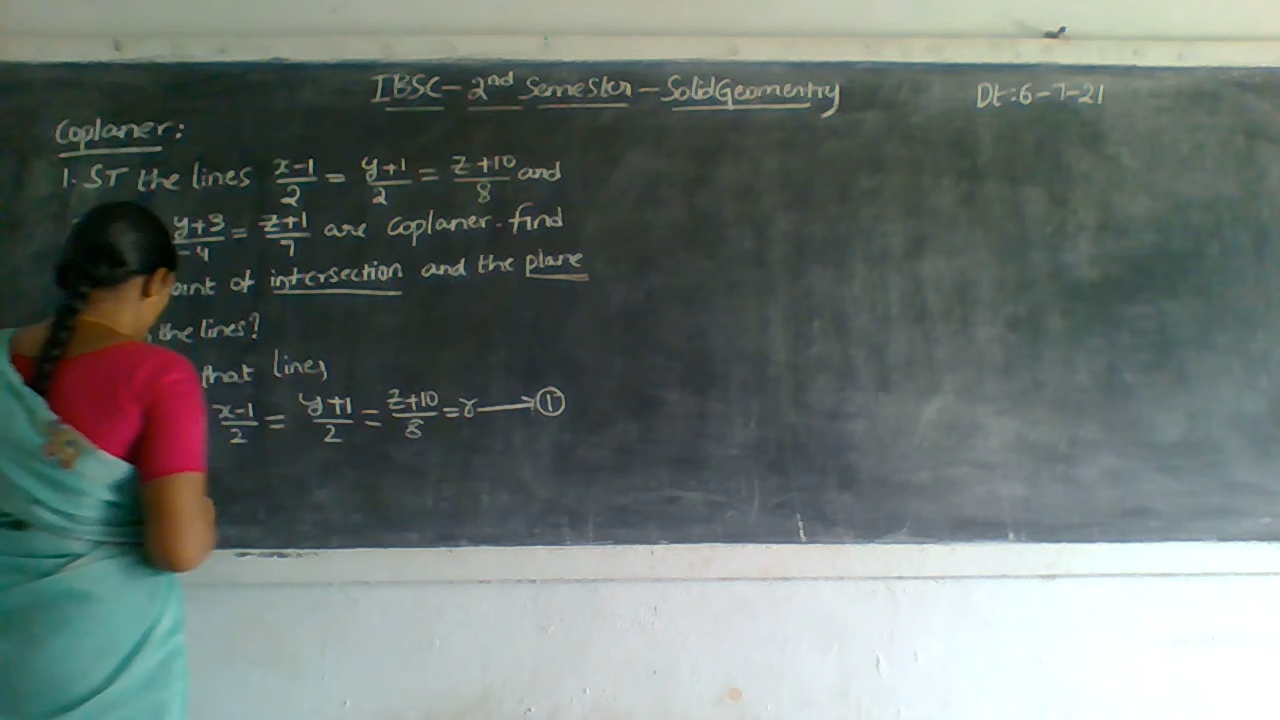 IBSC - 2nd Semester - Solid Geomentry
Dt: 6-7-21
Coplaner:
1. ST the lines x-1/2 = y+1/2 = z+10/8 and
y+3/-4 = z+1/7 are coplaner. find
of intersection and the plane
the lines?
that lines
x-1/2 = y+1/2 = z+10/8 = r → ①